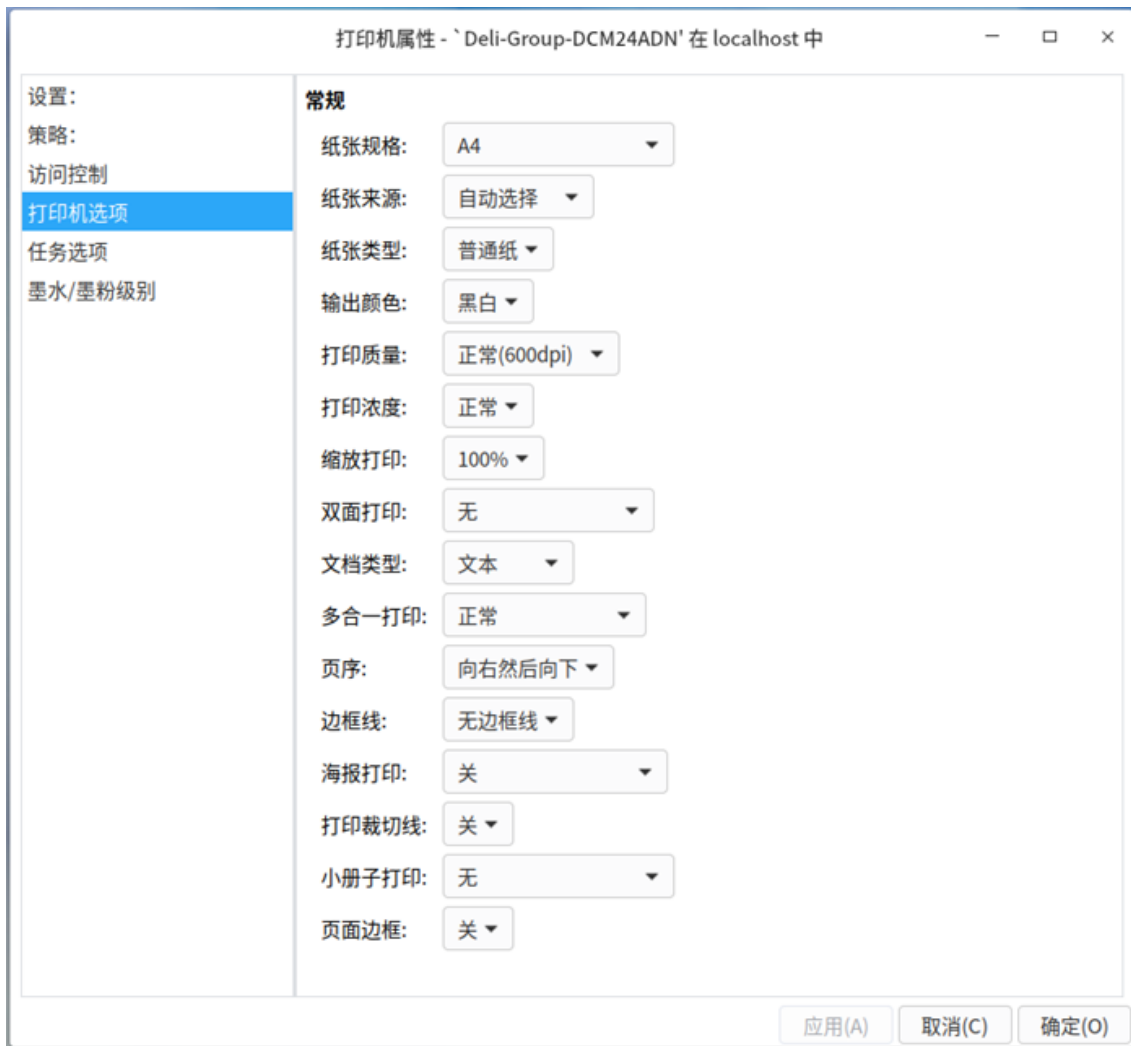 打印机属性 - `Deli-Group-DCM24ADN' 在 localhost 中
设置：
策略：
访问控制
打印机选项
任务选项
墨水/墨粉级别
常规
纸张规格: A4
纸张来源: 自动选择
纸张类型: 普通纸
输出颜色: 黑白
打印质量: 正常(600dpi)
打印浓度: 正常
缩放打印: 100%
双面打印: 无
文档类型: 文本
多合一打印: 正常
页序: 向右然后向下
边框线: 无边框线
海报打印: 关
打印裁切线: 关
小册子打印: 无
页面边框: 关
应用(A) 取消(C) 确定(O)